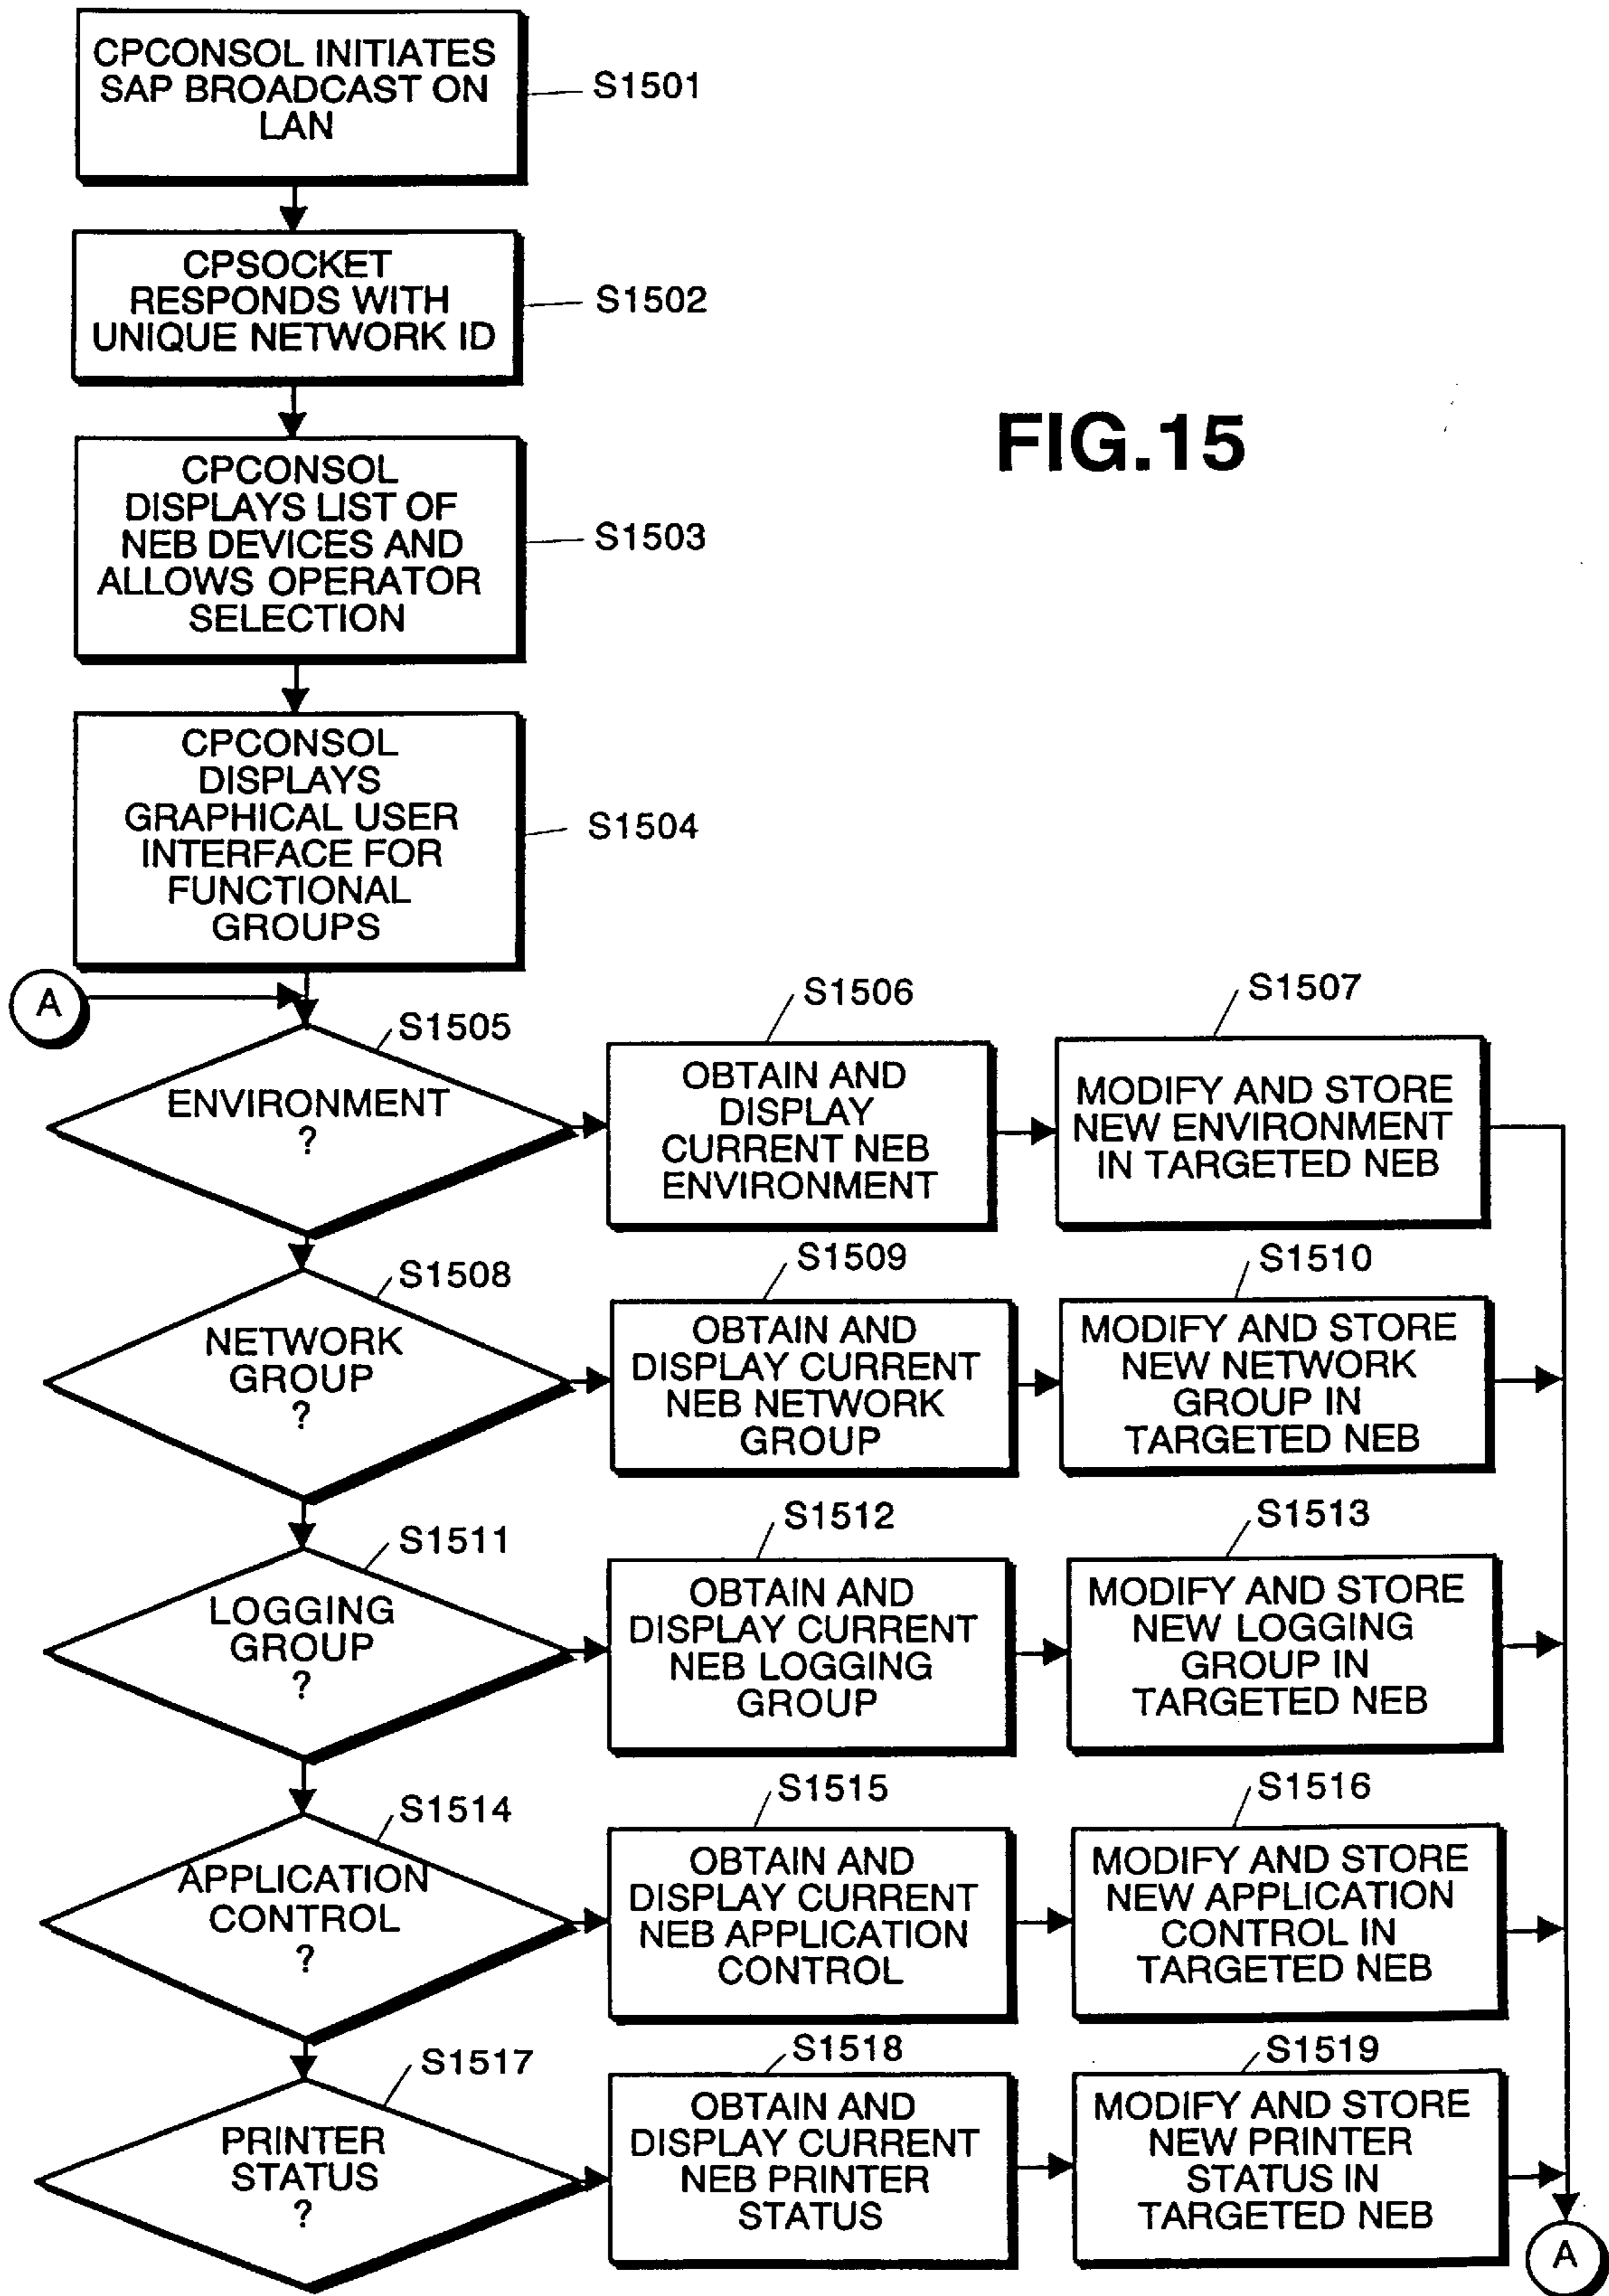 CPCONSOL INITIATES
SAP BROADCAST ON
LAN
S1501
CPSOCKET
RESPONDS WITH
UNIQUE NETWORK ID
S1502
FIG.15
CPCONSOL
DISPLAYS LIST OF
NEB DEVICES AND
ALLOWS OPERATOR
SELECTION
S1503
CPCONSOL
DISPLAYS
GRAPHICAL USER
INTERFACE FOR
FUNCTIONAL
GROUPS
S1504
A
S1505
ENVIRONMENT
?
S1506
OBTAIN AND
DISPLAY
CURRENT NEB
ENVIRONMENT
S1507
MODIFY AND STORE
NEW ENVIRONMENT
IN TARGETED NEB
S1508
NETWORK
GROUP
?
S1509
OBTAIN AND
DISPLAY CURRENT
NEB NETWORK
GROUP
S1510
MODIFY AND STORE
NEW NETWORK
GROUP IN
TARGETED NEB
S1511
LOGGING
GROUP
?
S1512
OBTAIN AND
DISPLAY CURRENT
NEB LOGGING
GROUP
S1513
MODIFY AND STORE
NEW LOGGING
GROUP IN
TARGETED NEB
S1514
APPLICATION
CONTROL
?
S1515
OBTAIN AND
DISPLAY CURRENT
NEB APPLICATION
CONTROL
S1516
MODIFY AND STORE
NEW APPLICATION
CONTROL IN
TARGETED NEB
S1517
PRINTER
STATUS
?
S1518
OBTAIN AND
DISPLAY CURRENT
NEB PRINTER
STATUS
S1519
MODIFY AND STORE
NEW PRINTER
STATUS IN
TARGETED NEB
A